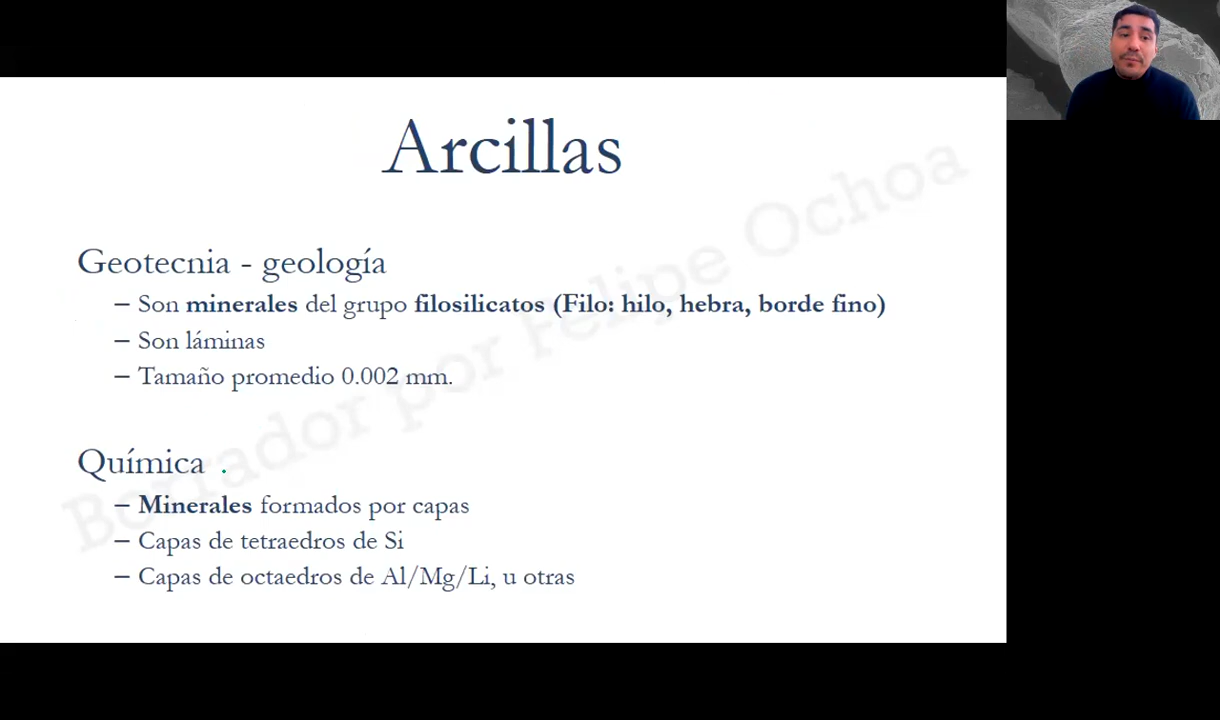 Arcillas
Geotecnia - geología
– Son minerales del grupo filosilicatos (Filo: hilo, hebra, borde fino)
– Son láminas
– Tamaño promedio 0.002 mm.
Química .
– Minerales formados por capas
– Capas de tetraedros de Si
– Capas de octaedros de Al/Mg/Li, u otras
Borrador por Felipe Ochoa